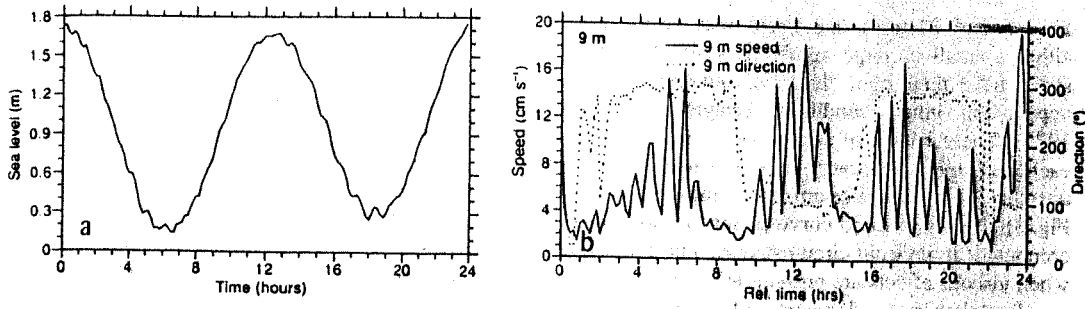 1.8
1.5
1.2
0.9
0.6
0.3
0
Sea level (m)
a
0 4 8 12 16 20 24
Time (hours)
20
16
12
8
4
0
Speed (cm s⁻¹)
9 m
9 m speed
9 m direction
b
400
300
200
100
0
Direction (°)
0 4 8 12 16 20 24
Rel. time (hrs)